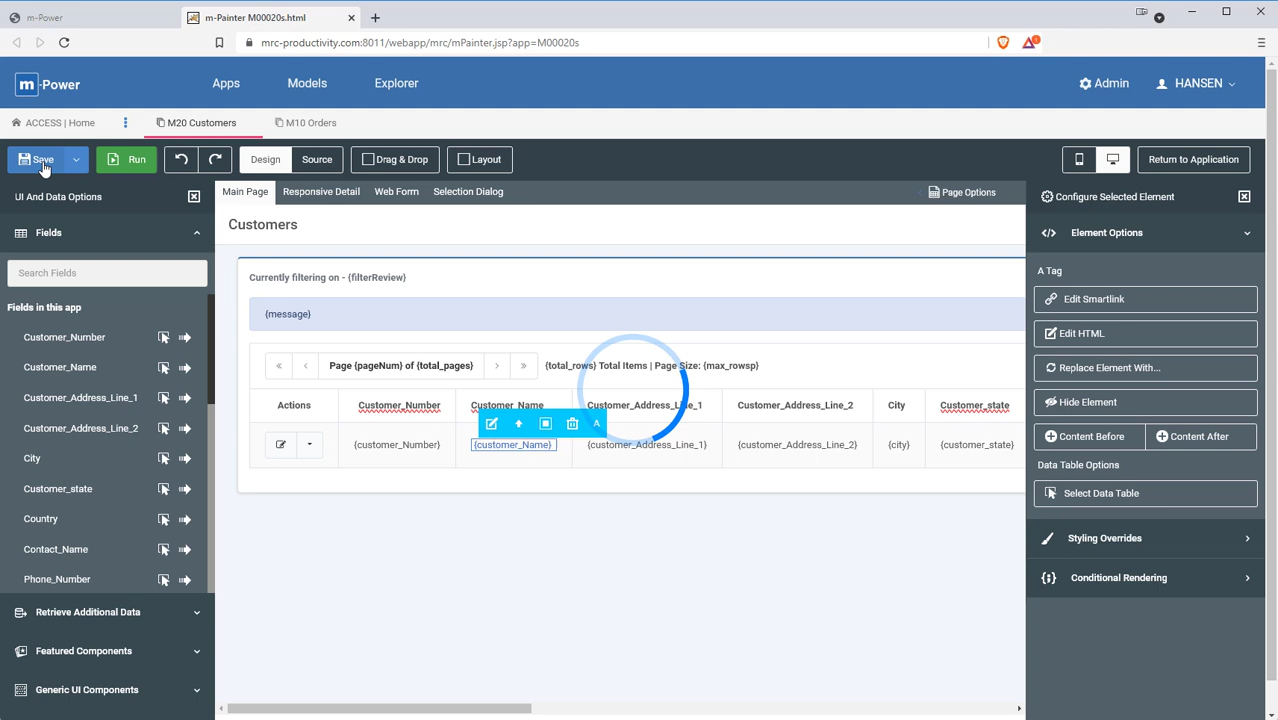 m-Power
m-Painter M00020s.html
mrc-productivity.com:8011/webapp/mrc/mPainter.jsp?app=M00020s
m-Power
Apps
Models
Explorer
Admin
HANSEN
ACCESS | Home
M20 Customers
M10 Orders
Save
Run
Design
Source
Drag & Drop
Layout
Return to Application
UI And Data Options
Main Page
Responsive Detail
Web Form
Selection Dialog
Page Options
Configure Selected Element
Fields
Search Fields
Fields in this app
Customer_Number
Customer_Name
Customer_Address_Line_1
Customer_Address_Line_2
City
Customer_state
Country
Contact_Name
Phone_Number
Retrieve Additional Data
Featured Components
Generic UI Components
Customers
Currently filtering on - {filterReview}
{message}
Page {pageNum} of {total_pages}
{total_rows} Total Items | Page Size: {max_rowsp}
Actions
Customer_Number
Customer_Name
Customer_Address_Line_1
Customer_Address_Line_2
City
Customer_state
A
{customer_Number}
{customer_Name}
{customer_Address_Line_1}
{customer_Address_Line_2}
{city}
{customer_state}
Element Options
A Tag
Edit Smartlink
Edit HTML
Replace Element With...
Hide Element
Content Before
Content After
Data Table Options
Select Data Table
Styling Overrides
Conditional Rendering